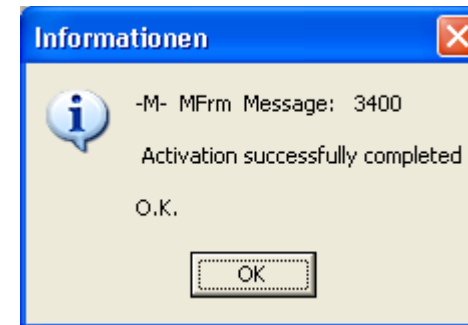 Informationen
-M- MFrm Message: 3400
Activation successfully completed
O.K.
OK